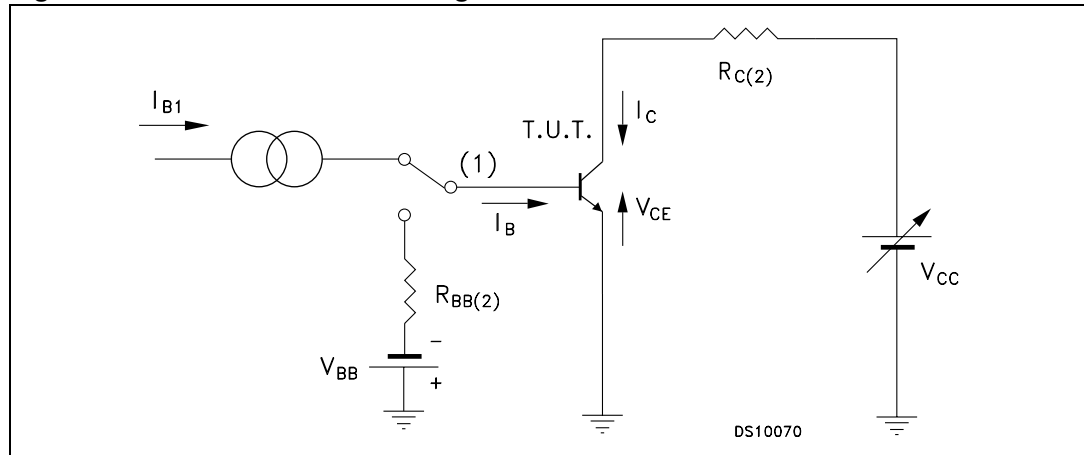 I_B1
(1)
I_B
R_BB(2)
V_BB
-
+
T.U.T.
I_C
V_CE
R_C(2)
V_CC
DS10070